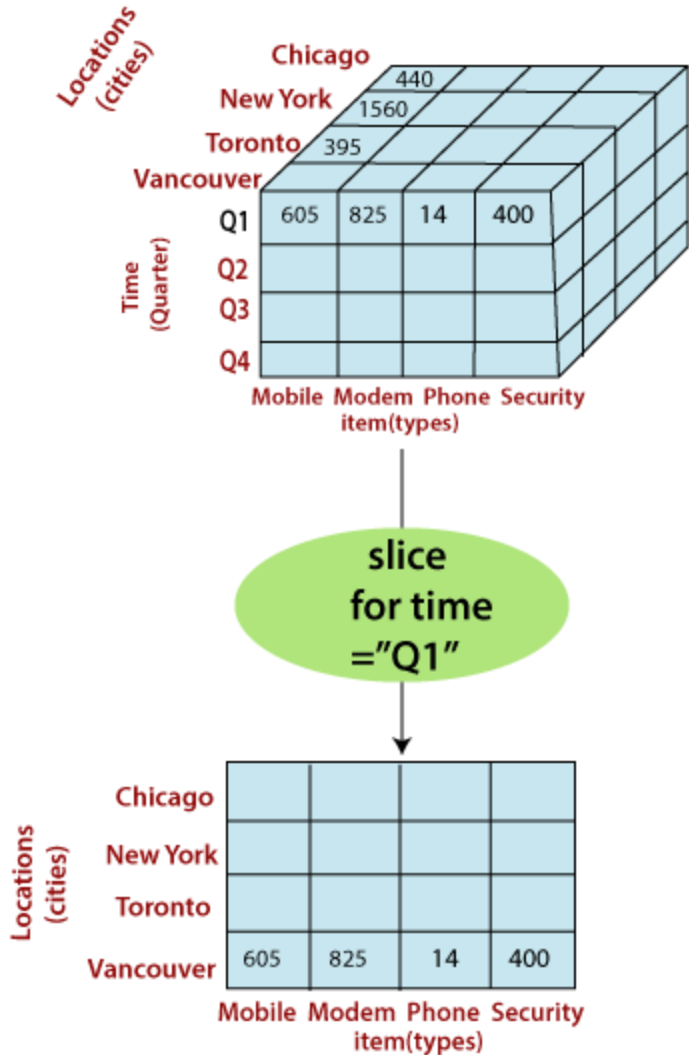 Locations
(cities)
Chicago
440
New York
1560
Toronto
395
Vancouver
Q1 605 825 14 400
Time
(Quarter)
Q2
Q3
Q4
Mobile Modem Phone Security
item(types)
slice
for time
=”Q1”
Locations
(cities)
Chicago
New York
Toronto
Vancouver 605 825 14 400
Mobile Modem Phone Security
item(types)